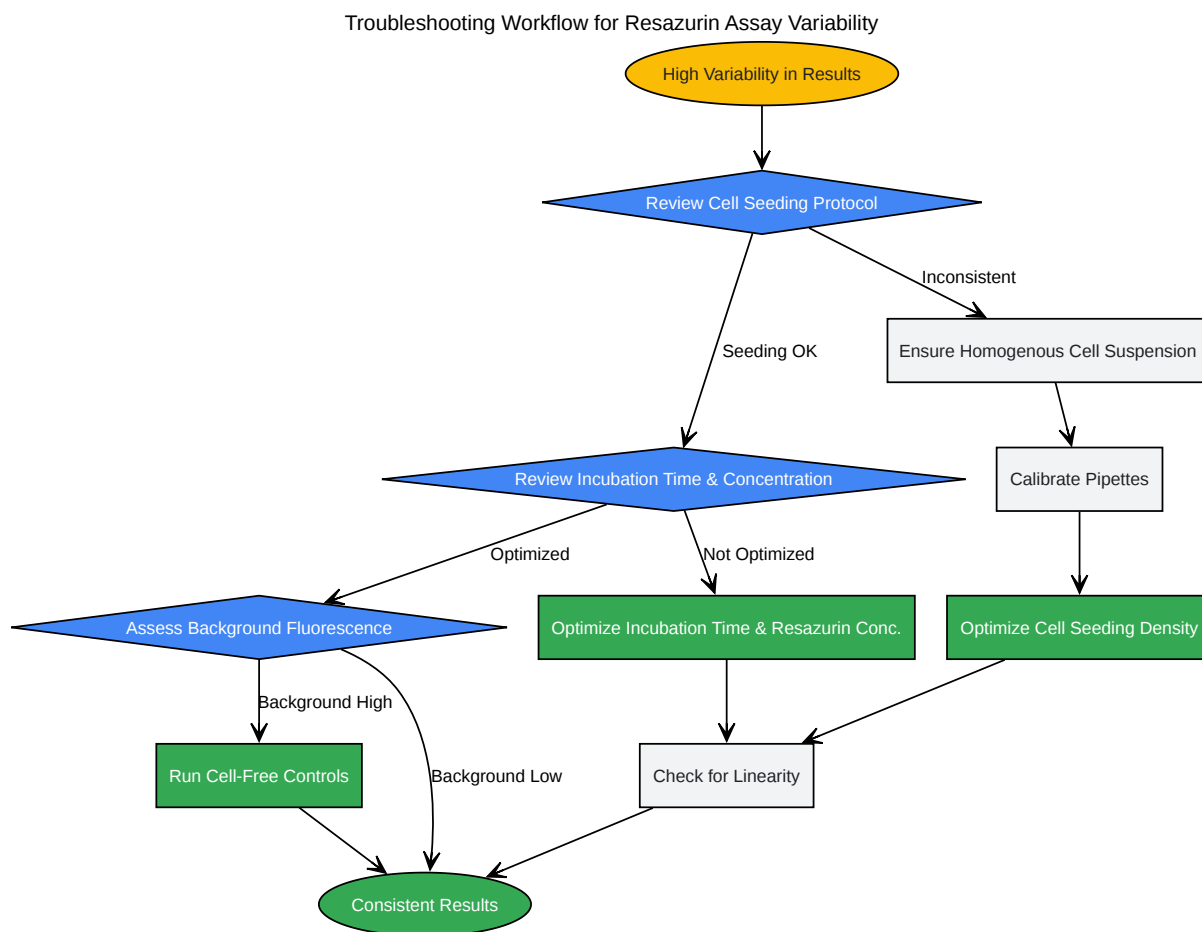 Troubleshooting Workflow for Resazurin Assay Variability
High Variability in Results
Review Cell Seeding Protocol
Inconsistent
Ensure Homogenous Cell Suspension
Seeding OK
Review Incubation Time & Concentration
Calibrate Pipettes
Optimized
Not Optimized
Assess Background Fluorescence
Optimize Incubation Time & Resazurin Conc.
Optimize Cell Seeding Density
Background High
Run Cell-Free Controls
Background Low
Check for Linearity
Consistent Results